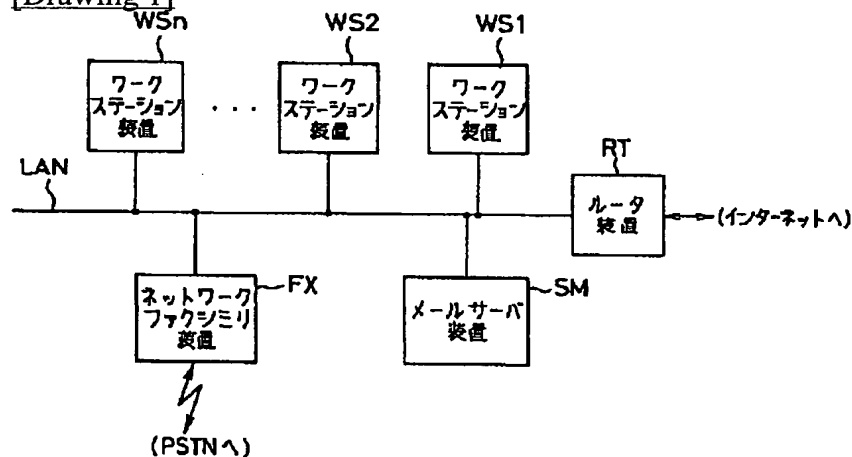 [Drawing 1]
WSn
WS2
WS1
ワーク
ステーション
装置
...
ワーク
ステーション
装置
ワーク
ステーション
装置
LAN
RT
ルータ
装置
(インターネットへ)
ネットワーク
ファクシミリ
装置
FX
メールサーバ
装置
SM
(PSTNへ)